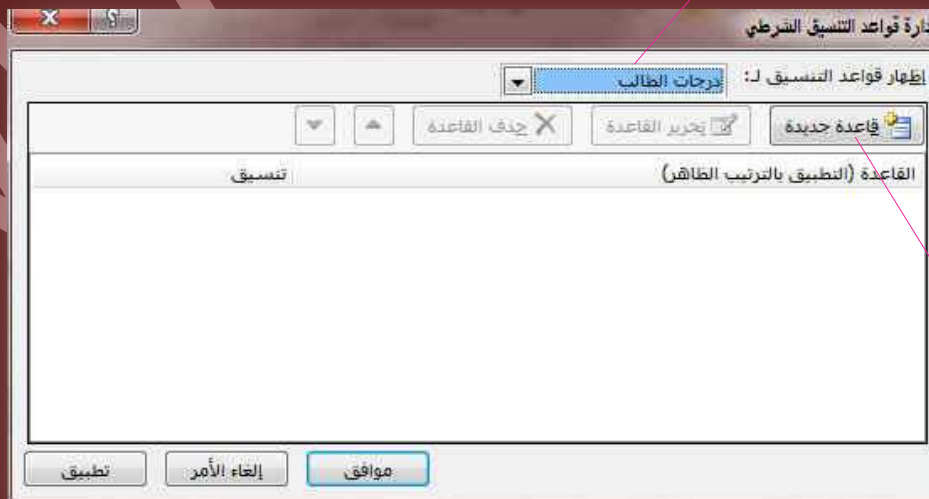 دارة قواعد التنسيق الشرطي
إظهار قواعد التنسيق لـ: درجات الطالب
قاعدة جديدة تحرير القاعدة حذف القاعدة
القاعدة (التطبيق بالترتيب الظاهر) تنسيق
موافق إلغاء الأمر تطبيق